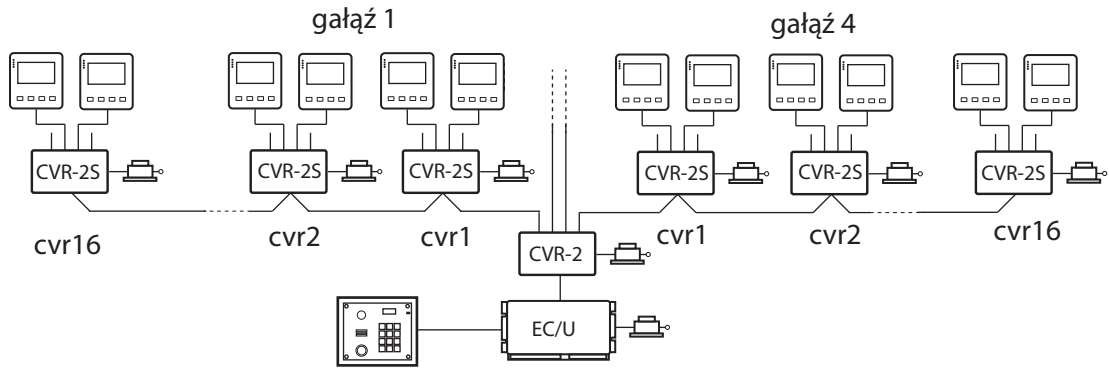 gałąź 1
gałąź 4
CVR-2S
CVR-2S
CVR-2S
CVR-2S
CVR-2S
CVR-2S
cvr16
cvr2
cvr1
cvr1
cvr2
cvr16
CVR-2
EC/U